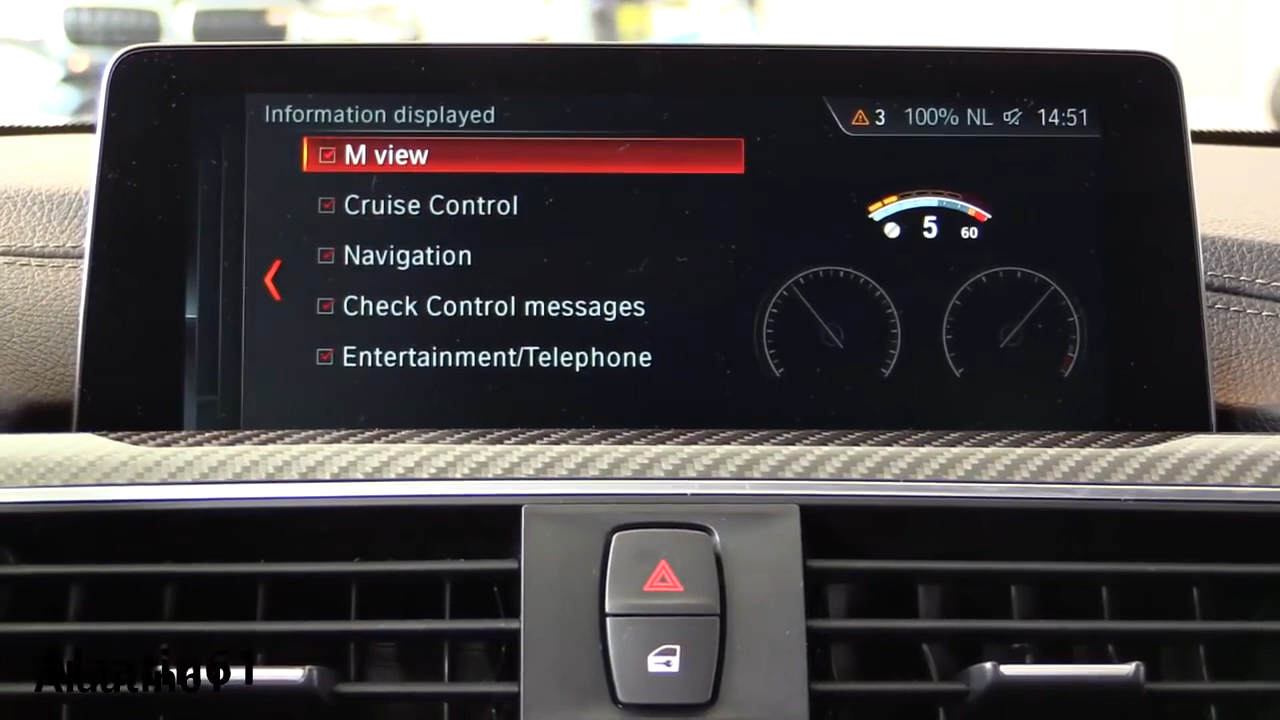 Information displayed
3 100% NL 14:51
M view
Cruise Control
Navigation
Check Control messages
Entertainment/Telephone
5 60